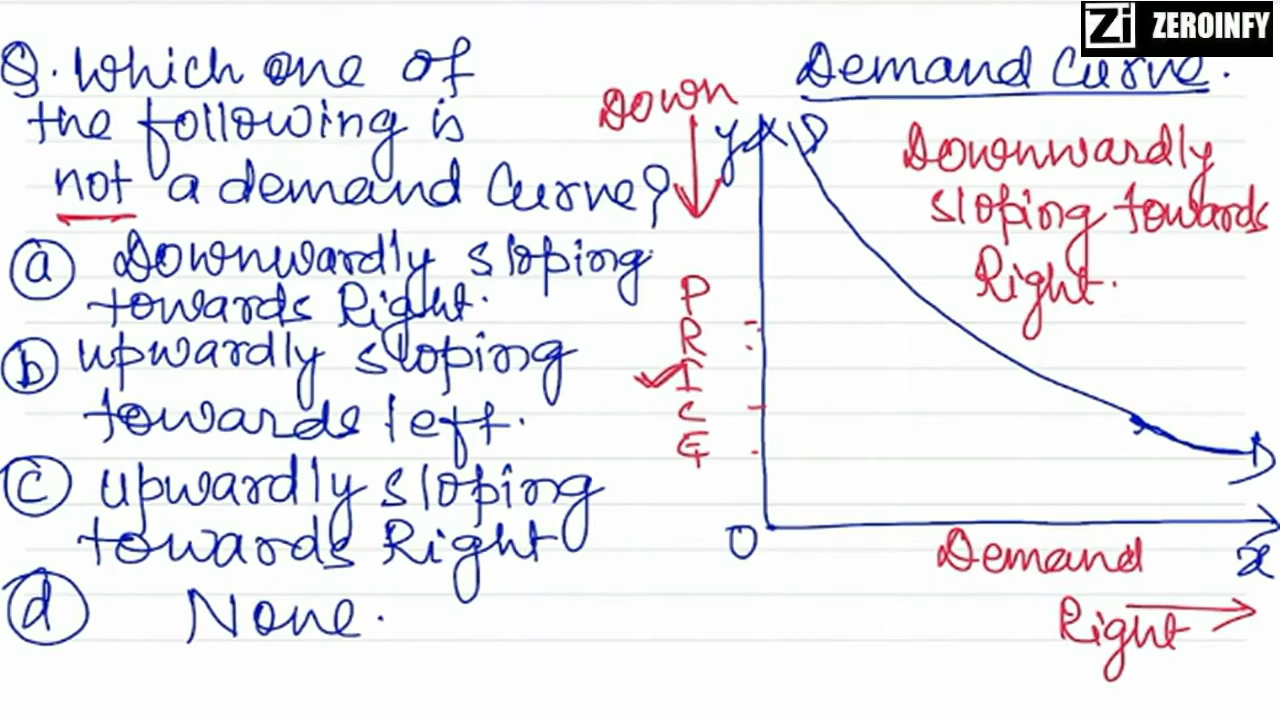 Zi ZEROINFY
Q. Which one of
the following is
not a demand Curve?
(a) Downwardly sloping
towards Right.
(b) upwardly sloping
towards left.
(c) upwardly sloping
towards Right
(d) None.
Demand Curve.
Down
y
D
Downwardly
sloping towards
Right.
P
R
I
C
E
D
O
Demand
x
Right